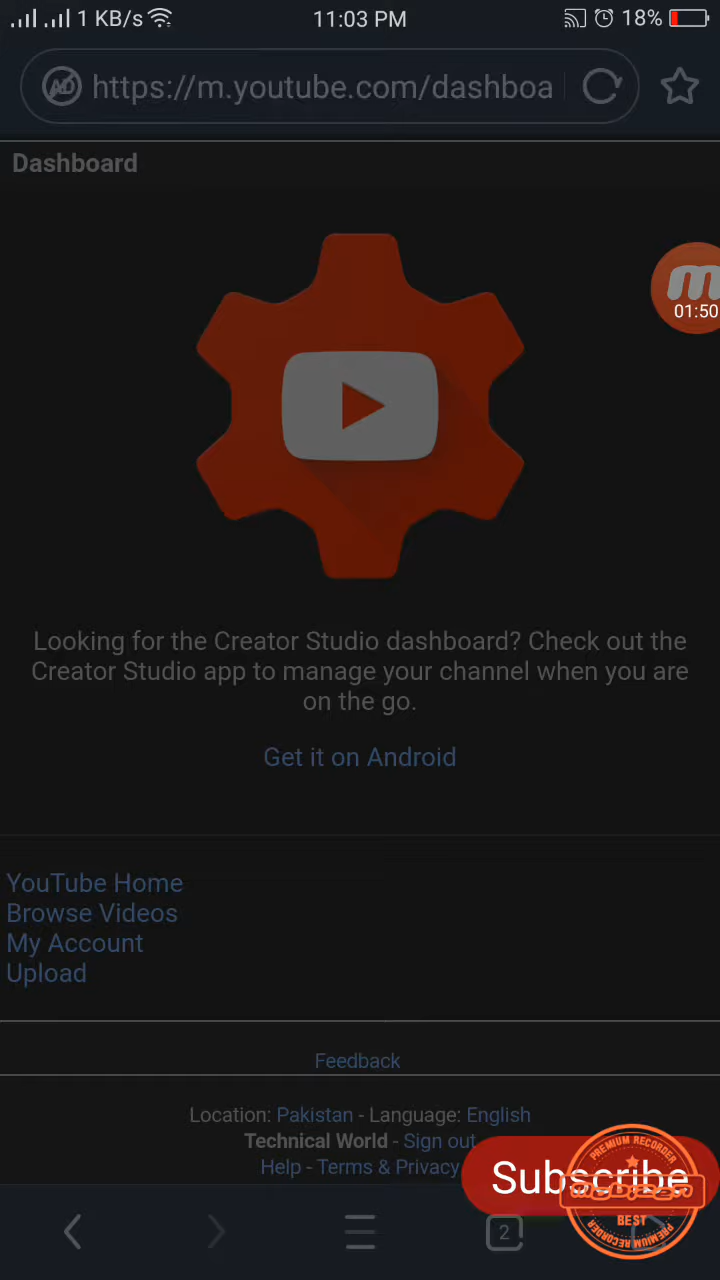 1 KB/s 11:03 PM 18%
AD https://m.youtube.com/dashboa
Dashboard
m
01:50
Looking for the Creator Studio dashboard? Check out the
Creator Studio app to manage your channel when you are
on the go.
Get it on Android
YouTube Home
Browse Videos
My Account
Upload
Feedback
Location: Pakistan - Language: English
Technical World - Sign out
Help - Terms & Privacy
Subscribe
PREMIUM RECORDER
BEST
PREMIUM RECORDER
2